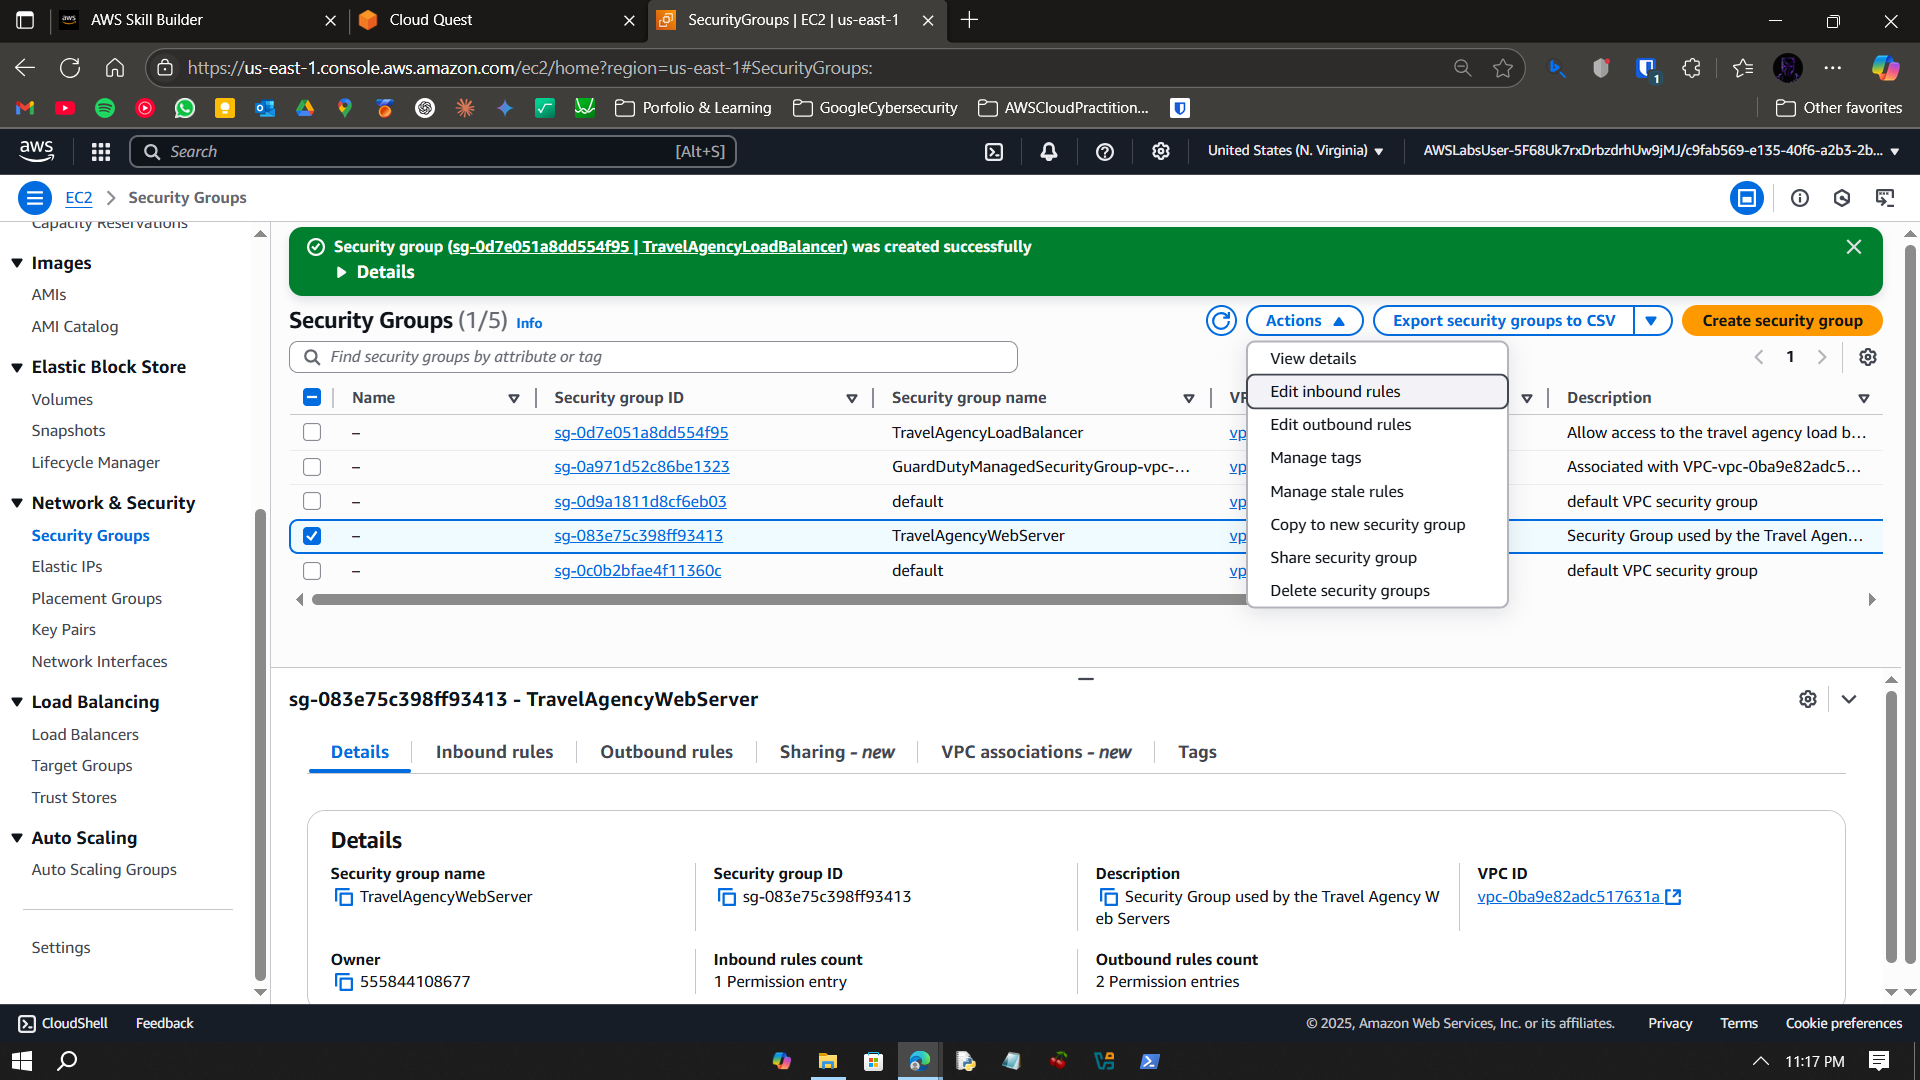 AWS Skill Builder
Cloud Quest
SecurityGroups | EC2 | us-east-1
https://us-east-1.console.aws.amazon.com/ec2/home?region=us-east-1#SecurityGroups:
1
Porfolio & Learning
GoogleCybersecurity
AWSCloudPractition...
Other favorites
aws
Search
[Alt+S]
United States (N. Virginia)
AWSLabsUser-5F68Uk7rxDrbzdrhUw9jMJ/c9fab569-e135-40f6-a2b3-2b...
EC2
Security Groups
Capacity Reservations
Images
AMIs
AMI Catalog
Elastic Block Store
Volumes
Snapshots
Lifecycle Manager
Network & Security
Security Groups
Elastic IPs
Placement Groups
Key Pairs
Network Interfaces
Load Balancing
Load Balancers
Target Groups
Trust Stores
Auto Scaling
Auto Scaling Groups
Settings
Security group (sg-0d7e051a8dd554f95 | TravelAgencyLoadBalancer) was created successfully
Details
Security Groups (1/5) Info
Actions
Export security groups to CSV
Create security group
Find security groups by attribute or tag
1
View details
Edit inbound rules
Edit outbound rules
Manage tags
Manage stale rules
Copy to new security group
Share security group
Delete security groups
Name
Security group ID
Security group name
VP
Description
– sg-0d7e051a8dd554f95 TravelAgencyLoadBalancer vp Allow access to the travel agency load b...
– sg-0a971d52c86be1323 GuardDutyManagedSecurityGroup-vpc-... vp Associated with VPC-vpc-0ba9e82adc5...
– sg-0d9a1811d8cf6eb03 default vp default VPC security group
– sg-083e75c398ff93413 TravelAgencyWebServer vp Security Group used by the Travel Agen...
– sg-0c0b2bfae4f11360c default vp default VPC security group
sg-083e75c398ff93413 - TravelAgencyWebServer
Details
Inbound rules
Outbound rules
Sharing - new
VPC associations - new
Tags
Details
Security group name
TravelAgencyWebServer
Security group ID
sg-083e75c398ff93413
Description
Security Group used by the Travel Agency W
eb Servers
VPC ID
vpc-0ba9e82adc517631a
Owner
555844108677
Inbound rules count
1 Permission entry
Outbound rules count
2 Permission entries
CloudShell
Feedback
© 2025, Amazon Web Services, Inc. or its affiliates.
Privacy
Terms
Cookie preferences
11:17 PM